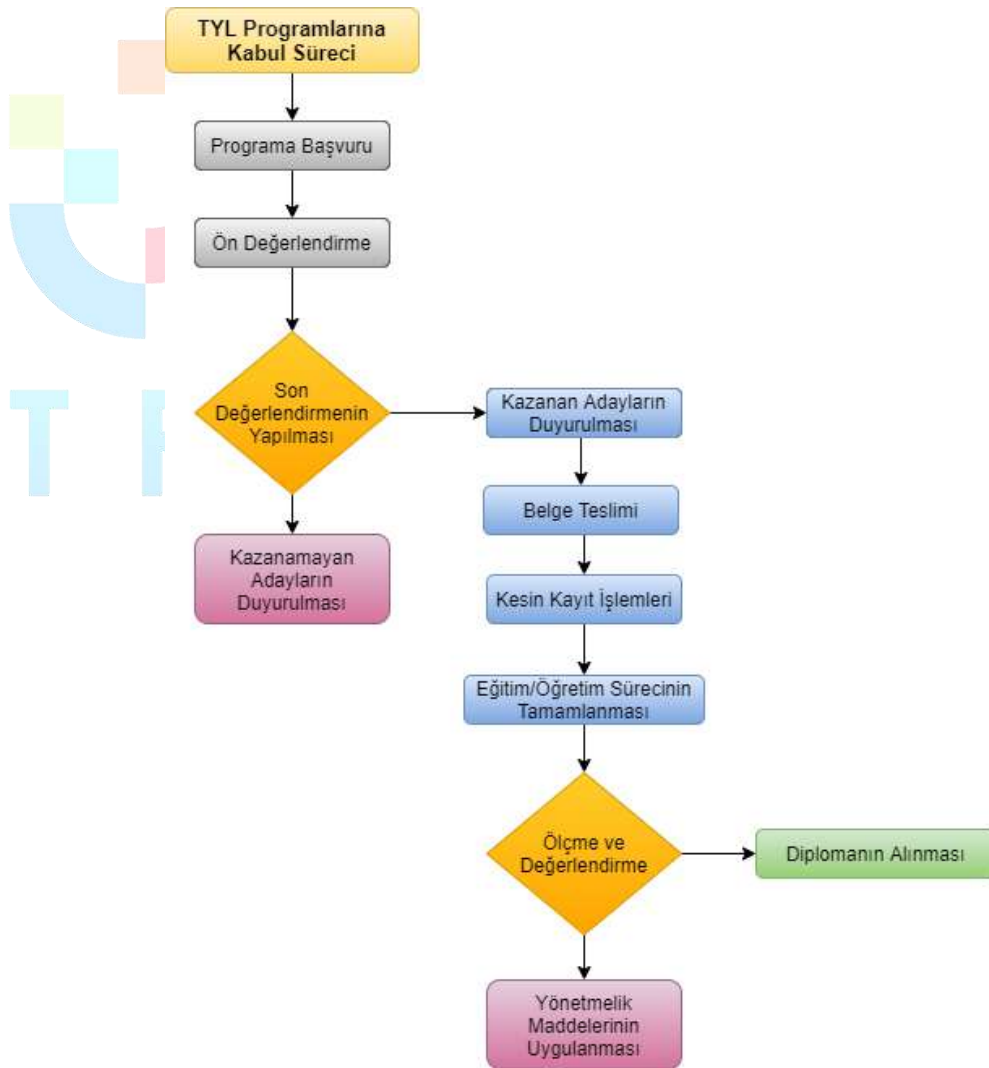 TYL Programlarına
Kabul Süreci
Programa Başvuru
Ön Değerlendirme
Son
Değerlendirmenin
Yapılması
Kazanan Adayların
Duyurulması
Belge Teslimi
Kazanamayan
Adayların
Duyurulması
Kesin Kayıt İşlemleri
Eğitim/Öğretim Sürecinin
Tamamlanması
Ölçme ve
Değerlendirme
Diplomanın Alınması
Yönetmelik
Maddelerinin
Uygulanması